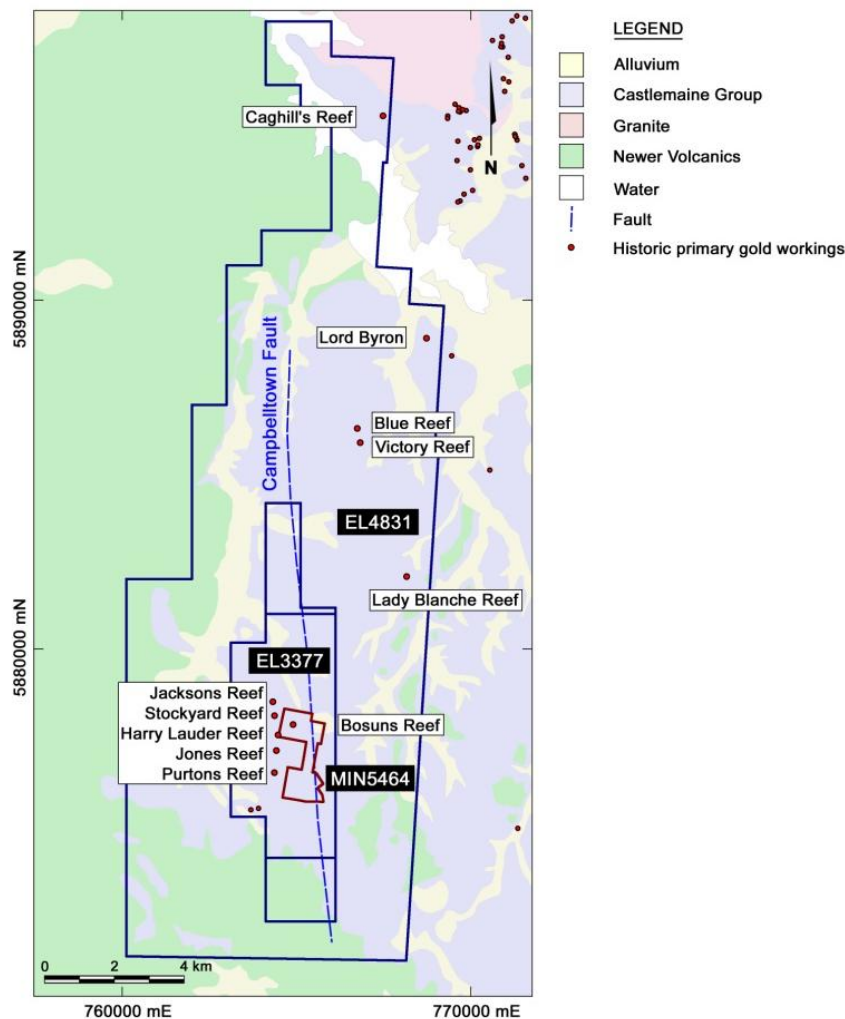 LEGEND
Alluvium
Castlemaine Group
Granite
Newer Volcanics
Water
Fault
Historic primary gold workings
N
Caghill's Reef
5890000 mN
Lord Byron
Campbelltown Fault
Blue Reef
Victory Reef
EL4831
Lady Blanche Reef
5880000 mN
EL3377
Jacksons Reef
Stockyard Reef
Harry Lauder Reef
Jones Reef
Purtons Reef
Bosuns Reef
MIN5464
0 2 4 km
760000 mE 770000 mE